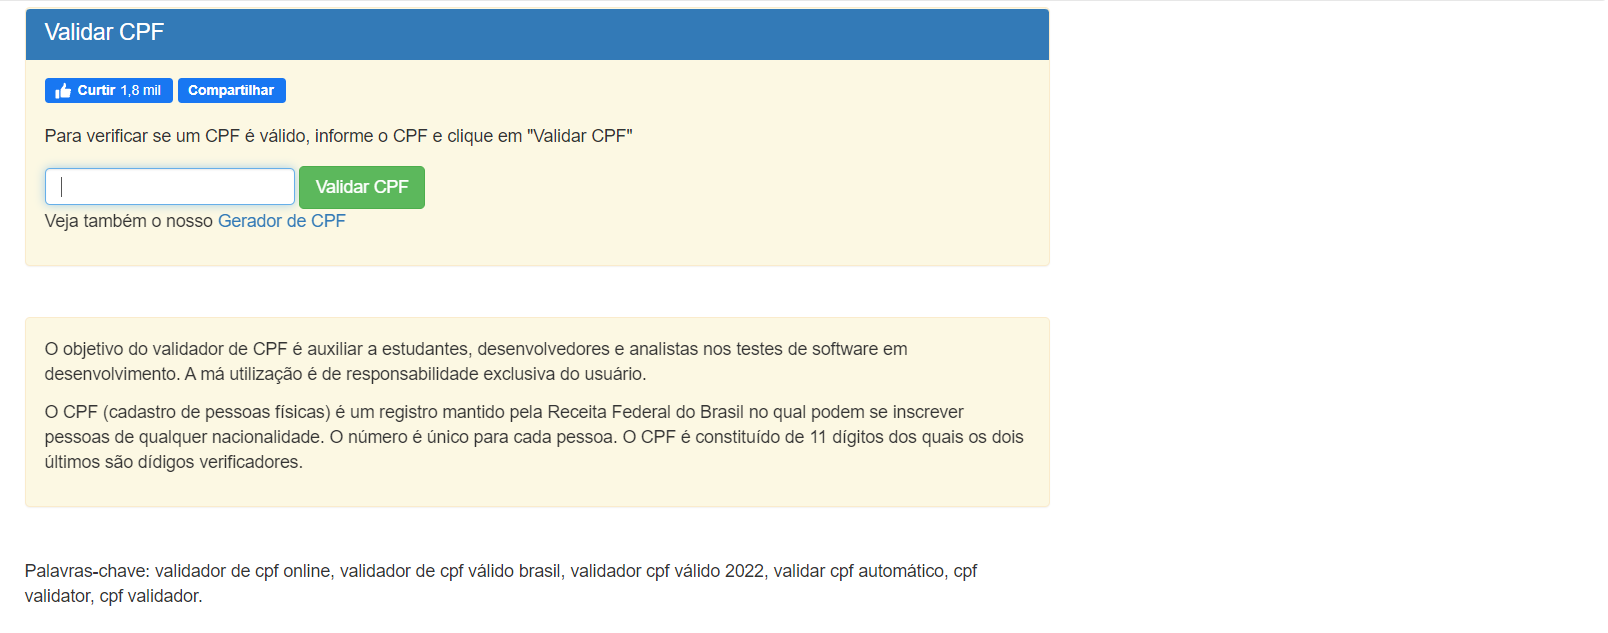 Validar CPF
Curtir 1,8 mil Compartilhar
Para verificar se um CPF é válido, informe o CPF e clique em "Validar CPF"
Validar CPF
Veja também o nosso Gerador de CPF
O objetivo do validador de CPF é auxiliar a estudantes, desenvolvedores e analistas nos testes de software em
desenvolvimento. A má utilização é de responsabilidade exclusiva do usuário.
O CPF (cadastro de pessoas físicas) é um registro mantido pela Receita Federal do Brasil no qual podem se inscrever
pessoas de qualquer nacionalidade. O número é único para cada pessoa. O CPF é constituído de 11 dígitos dos quais os dois
últimos são dídigos verificadores.
Palavras-chave: validador de cpf online, validador de cpf válido brasil, validador cpf válido 2022, validar cpf automático, cpf
validator, cpf validador.